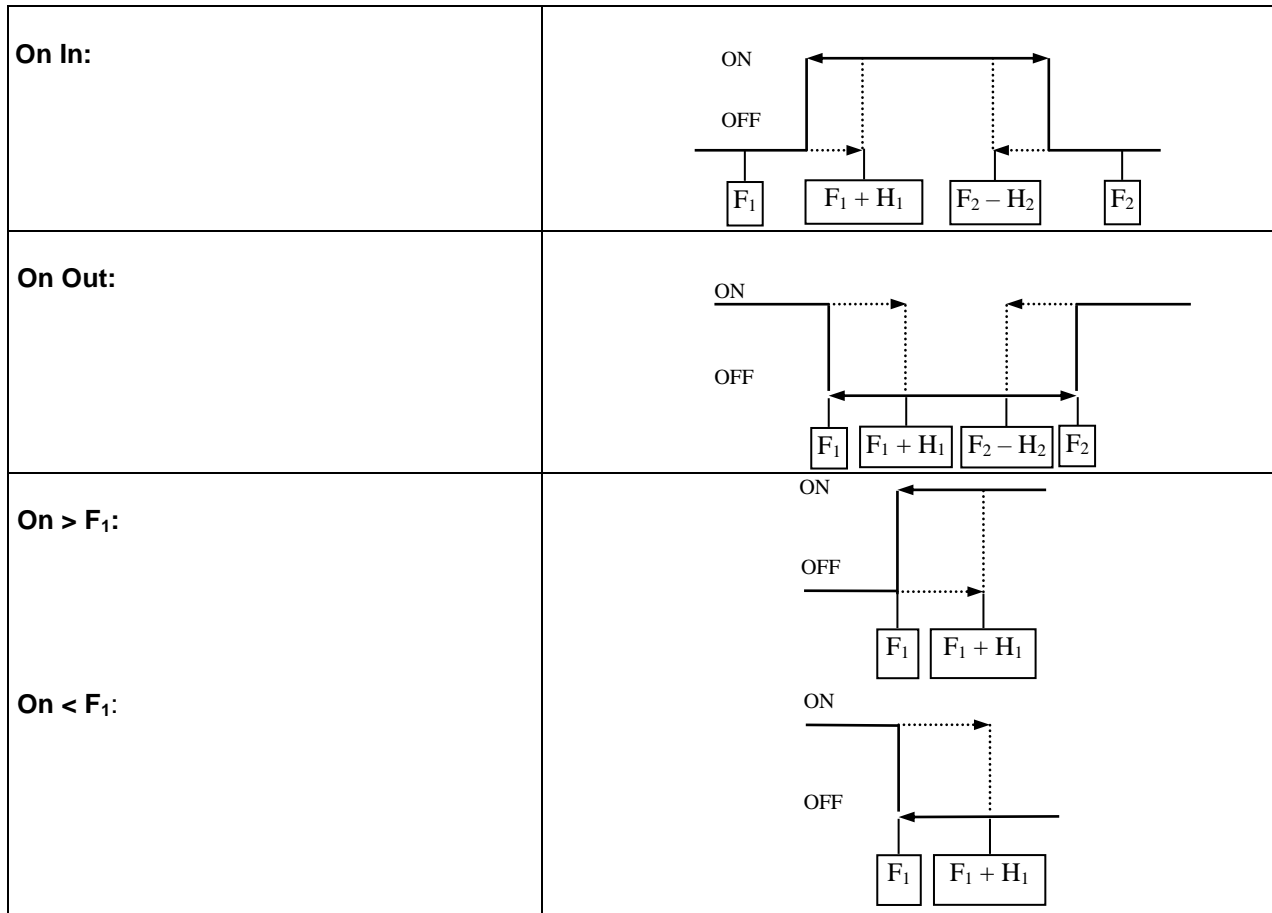 On In:
ON
OFF
F₁ F₁ + H₁ F₂ – H₂ F₂
On Out:
ON
OFF
F₁ F₁ + H₁ F₂ – H₂ F₂
On > F₁:
ON
OFF
F₁ F₁ + H₁
On < F₁:
ON
OFF
F₁ F₁ + H₁